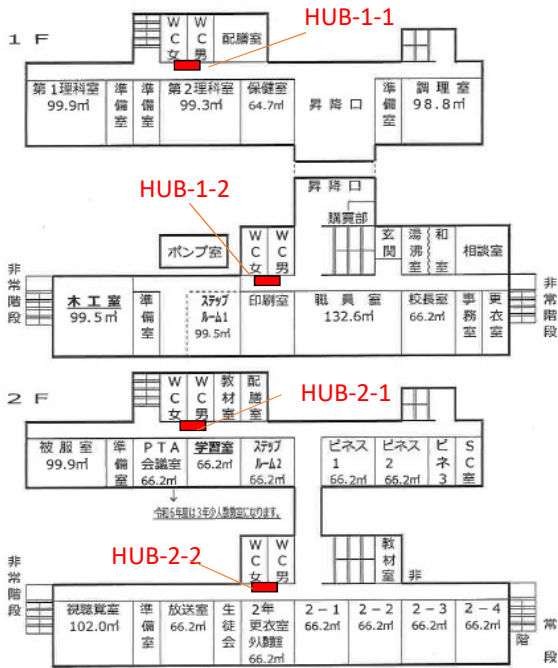 HUB-1-1
1 F
WC女
WC男
配膳室
第1理科室
99.9㎡
準備室
準備室
第2理科室
99.3㎡
保健室
64.7㎡
昇降口
準備室
調理室
98.8㎡
昇降口
HUB-1-2
購買部
ポンプ室
WC女
WC男
玄関
湯沸室
和室
相談室
非常階段
木工室
99.5㎡
準備室
ステップルーム1
99.5㎡
印刷室
職員室
132.6㎡
校長室
66.2㎡
事務室
更衣室
非常階段
2 F
WC女
WC男
教材室
配膳室
HUB-2-1
被服室
99.9㎡
準備室
PTA会議室
66.2㎡
学習室
66.2㎡
ステップルーム2
66.2㎡
ビネス1
66.2㎡
ビネス2
66.2㎡
ビネ3
SC室
令和6年度は3年少人数教室になります。
HUB-2-2
WC女
WC男
教材室
非常階段
視聴覚室
102.0㎡
準備室
放送室
66.2㎡
生徒会
2年更衣室
少人数室
66.2㎡
2－1
66.2㎡
2－2
66.2㎡
2－3
66.2㎡
2－4
66.2㎡
非常階段